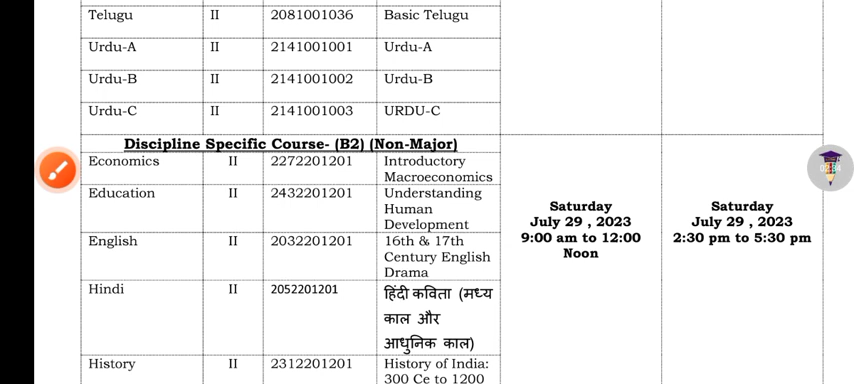 Telugu II 2081001036 Basic Telugu
Urdu-A II 2141001001 Urdu-A
Urdu-B II 2141001002 Urdu-B
Urdu-C II 2141001003 URDU-C
Discipline Specific Course- (B2) (Non-Major)
Economics II 2272201201 Introductory
Macroeconomics
Education II 2432201201 Understanding
Human
Development
English II 2032201201 16th & 17th
Century English
Drama
Hindi II 2052201201 हिंदी कविता (मध्य
काल और
आधुनिक काल)
History II 2312201201 History of India:
300 Ce to 1200
Saturday
July 29 , 2023
9:00 am to 12:00
Noon
Saturday
July 29 , 2023
2:30 pm to 5:30 pm